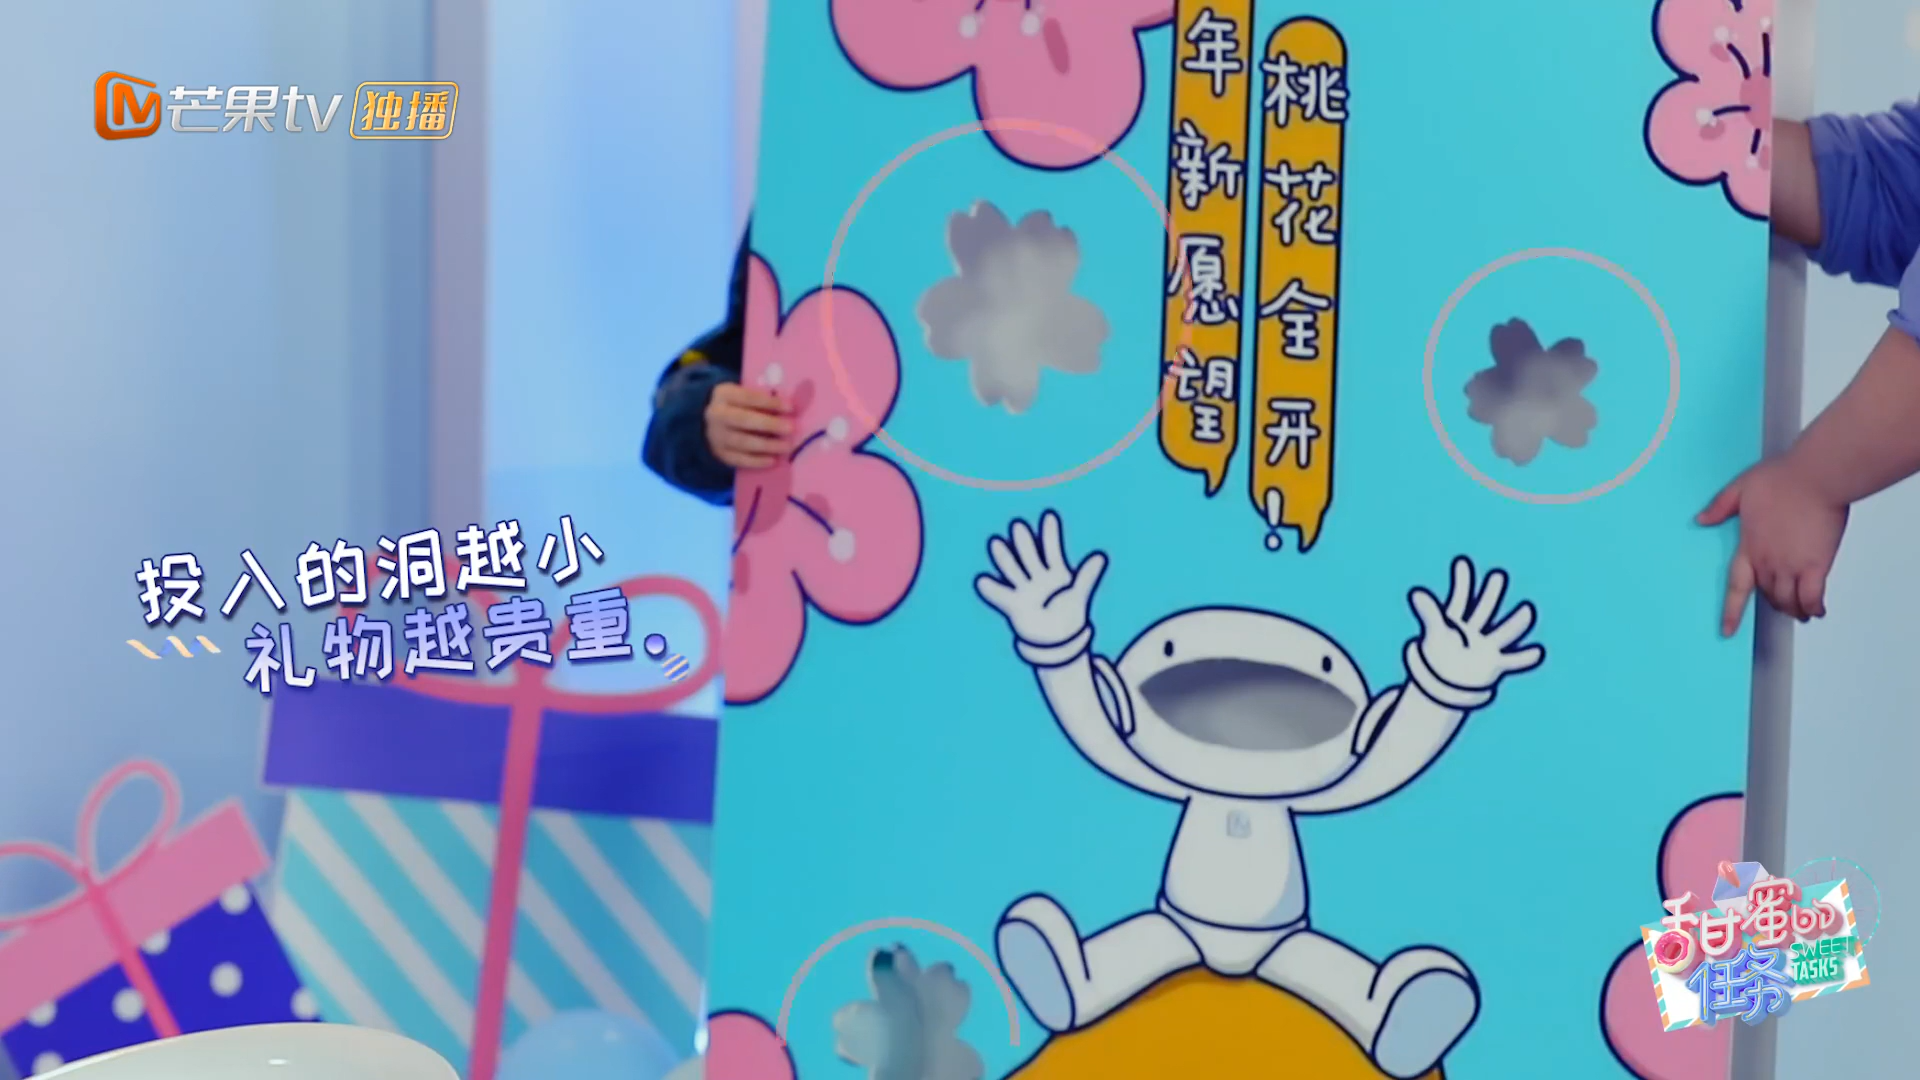 芒果tv 独播
年新愿望
桃花全开!
投入的洞越小
礼物越贵重
甜蜜的
任务
SWEET
TASKS